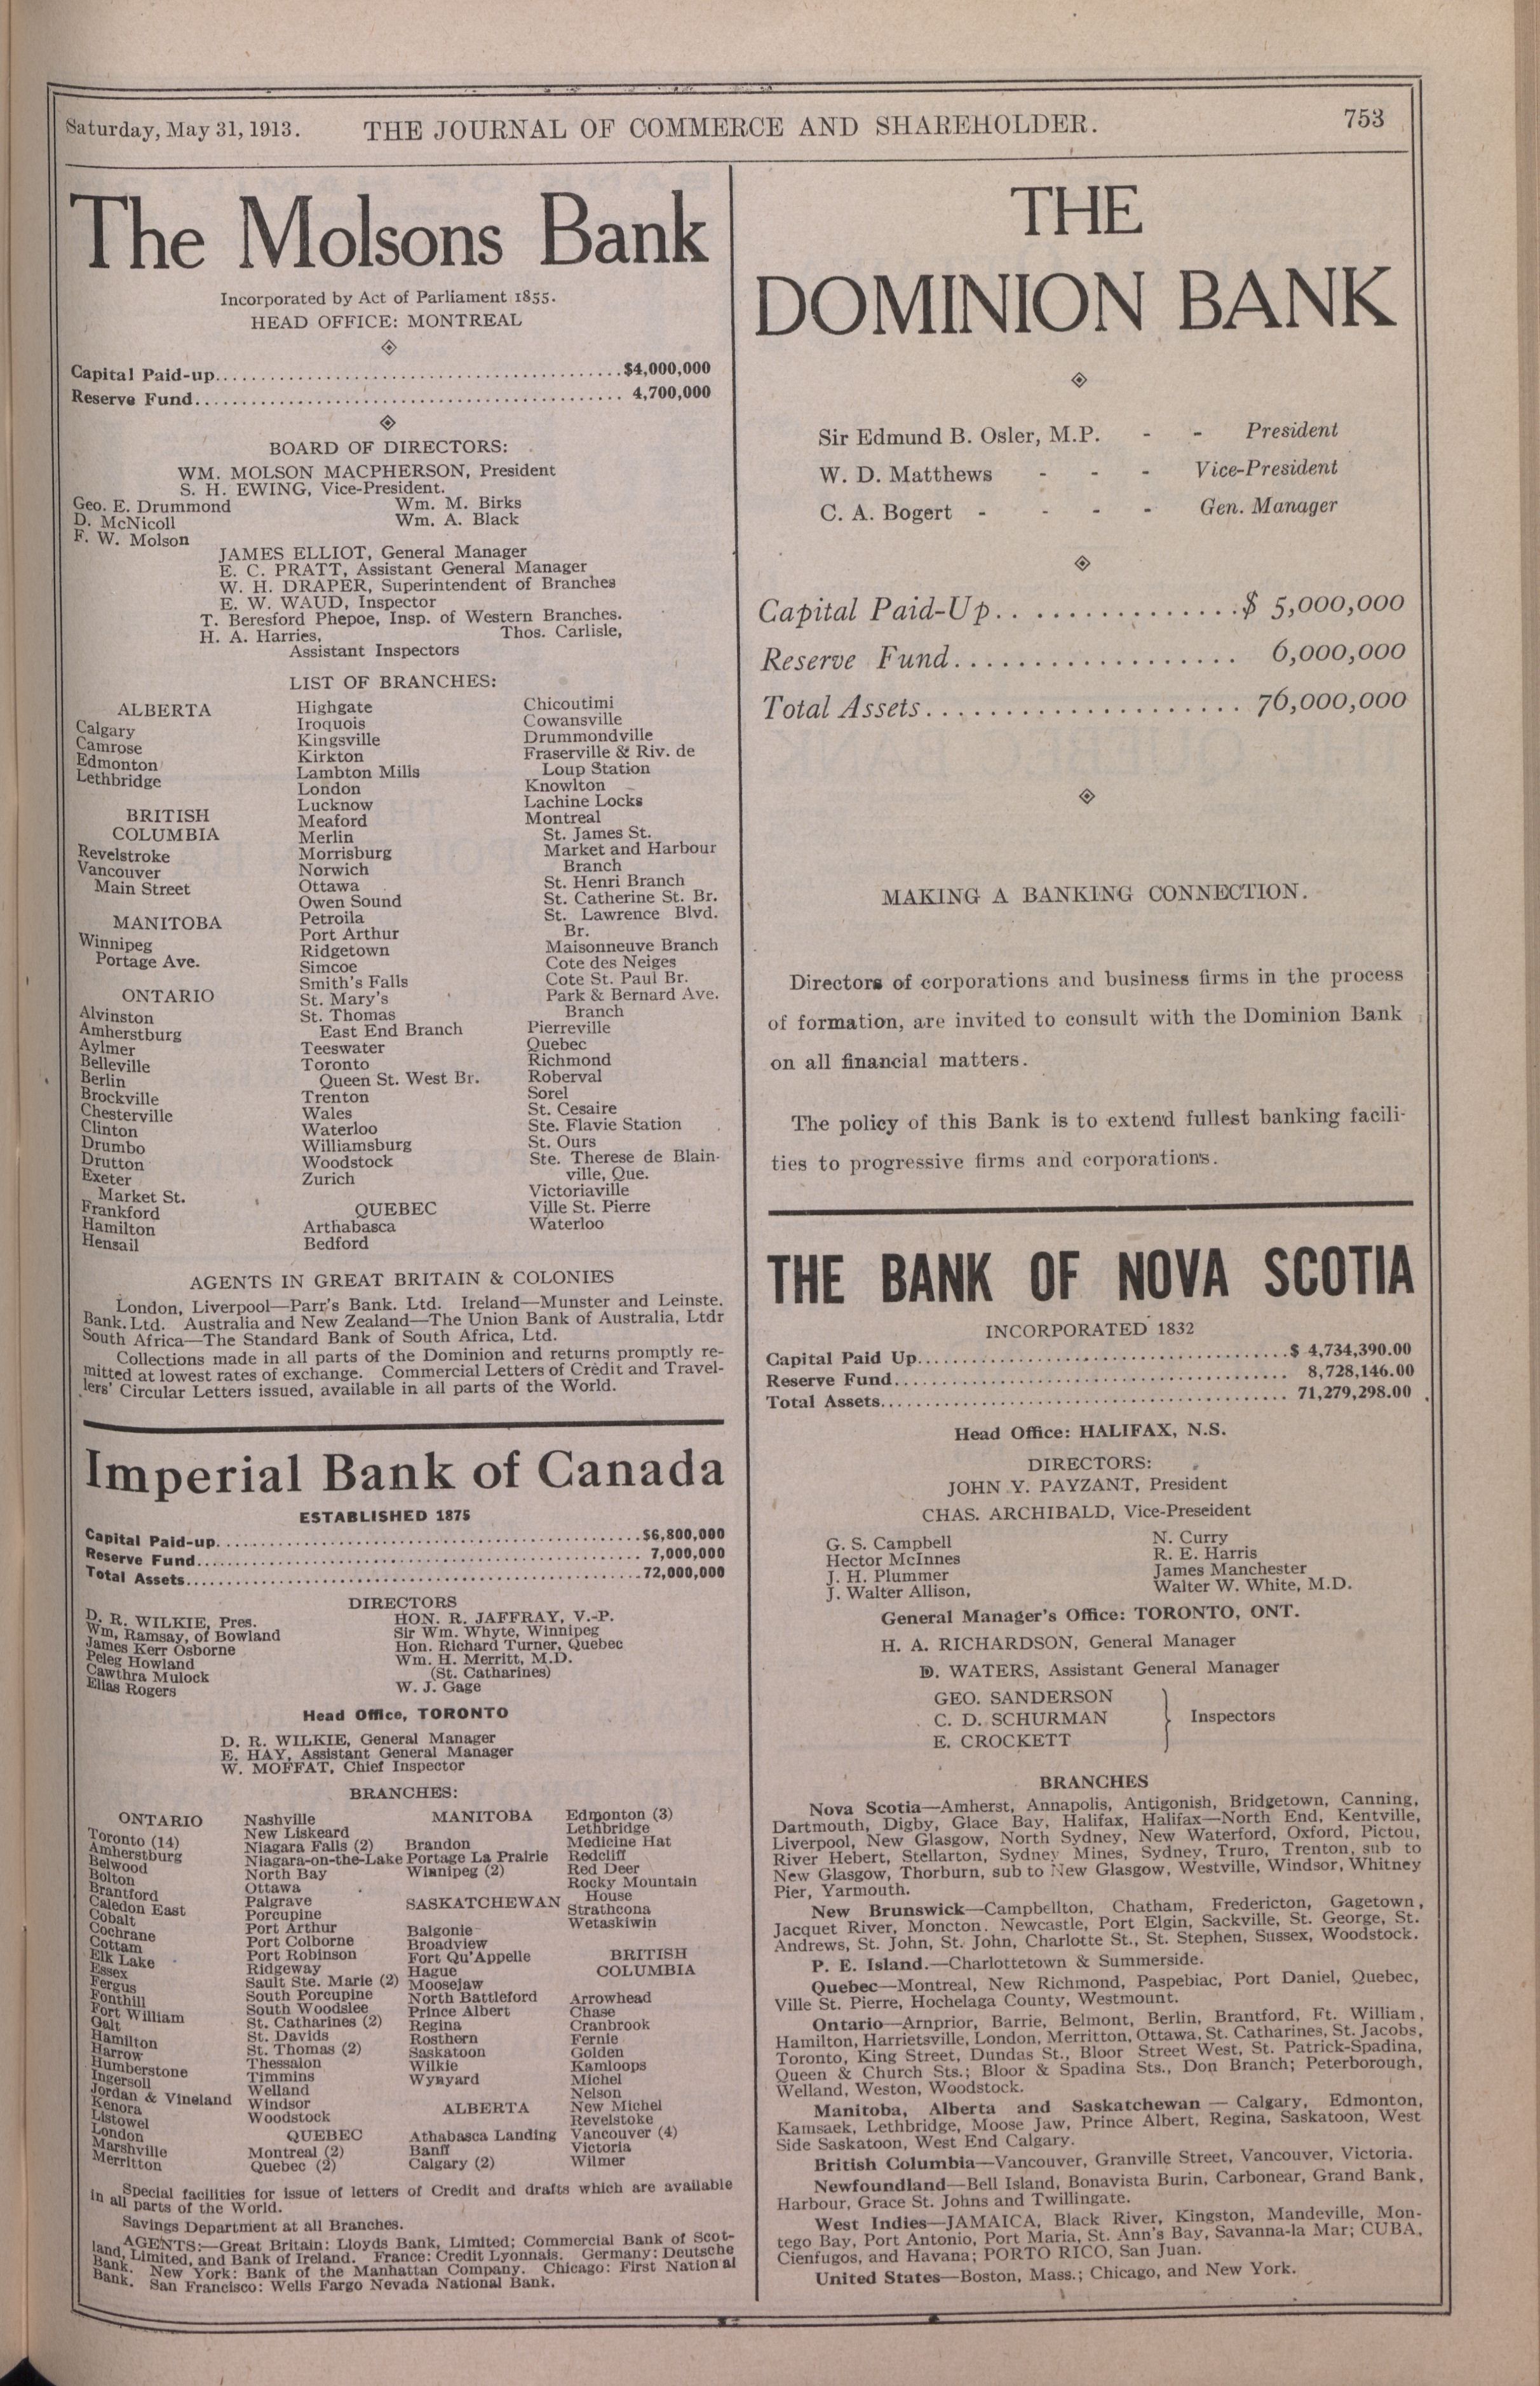 Saturday, May 31, 1913. THE JOURNAL OF COMMERCE AND SHAREHOLDER. 753
The Molsons Bank
Incorporated by Act of Parliament 1855.
HEAD OFFICE: MONTREAL
Capital Paid-up............................................$4,000,000
Reserve Fund............................................. 4,700,000
BOARD OF DIRECTORS:
WM. MOLSON MACPHERSON, President
S. H. EWING, Vice-President.
Geo. E. Drummond Wm. M. Birks
D. McNicoll Wm. A. Black
F. W. Molson
JAMES ELLIOT, General Manager
E. C. PRATT, Assistant General Manager
W. H. DRAPER, Superintendent of Branches
E. W. WAUD, Inspector
T. Beresford Phepoe, Insp. of Western Branches.
H. A. Harries, Thos. Carlisle,
Assistant Inspectors
LIST OF BRANCHES:
ALBERTA
Calgary
Camrose
Edmonton
Lethbridge
BRITISH
COLUMBIA
Revelstroke
Vancouver
Main Street
MANITOBA
Winnipeg
Portage Ave.
ONTARIO
Alvinston
Amherstburg
Aylmer
Belleville
Berlin
Brockville
Chesterville
Clinton
Drumbo
Drutton
Exeter
Market St.
Frankford
Hamilton
Hensail
Highgate
Iroquois
Kingsville
Kirkton
Lambton Mills
London
Lucknow
Meaford
Merlin
Morrisburg
Norwich
Ottawa
Owen Sound
Petroila
Port Arthur
Ridgetown
Simcoe
Smith's Falls
St. Mary's
St. Thomas
East End Branch
Teeswater
Toronto
Queen St. West Br.
Trenton
Wales
Waterloo
Williamsburg
Woodstock
Zurich
QUEBEC
Arthabasca
Bedford
Chicoutimi
Cowansville
Drummondville
Fraserville & Riv. de
Loup Station
Knowlton
Lachine Locks
Montreal
St. James St.
Market and Harbour
Branch
St. Henri Branch
St. Catherine St. Br.
St. Lawrence Blvd.
Br.
Maisonneuve Branch
Cote des Neiges
Cote St. Paul Br.
Park & Bernard Ave.
Branch
Pierreville
Quebec
Richmond
Roberval
Sorel
St. Cesaire
Ste. Flavie Station
St. Ours
Ste. Therese de Blain-
ville, Que.
Victoriaville
Ville St. Pierre
Waterloo
AGENTS IN GREAT BRITAIN & COLONIES
London, Liverpool—Parr's Bank. Ltd. Ireland—Munster and Leinste.
Bank. Ltd. Australia and New Zealand—The Union Bank of Australia, Ltdr
South Africa—The Standard Bank of South Africa, Ltd.
Collections made in all parts of the Dominion and returns promptly re-
mitted at lowest rates of exchange. Commercial Letters of Credit and Travel-
lers' Circular Letters issued, available in all parts of the World.
Imperial Bank of Canada
ESTABLISHED 1875
Capital Paid-up............................................$6,800,000
Reserve Fund............................................. 7,000,000
Total Assets..............................................72,000,000
DIRECTORS
D. R. WILKIE, Pres. HON. R. JAFFRAY, V.-P.
Wm, Ramsay, of Bowland Sir Wm. Whyte, Winnipeg
James Kerr Osborne Hon. Richard Turner, Quebec
Peleg Howland Wm. H. Merritt, M.D.
Cawthra Mulock (St. Catharines)
Elias Rogers W. J. Gage
Head Office, TORONTO
D. R. WILKIE, General Manager
E. HAY, Assistant General Manager
W. MOFFAT, Chief Inspector
BRANCHES:
ONTARIO
Toronto (14)
Amherstburg
Belwood
Bolton
Brantford
Caledon East
Cobalt
Cochrane
Cottam
Elk Lake
Essex
Fergus
Fonthill
Fort William
Galt
Hamilton
Harrow
Humberstone
Ingersoll
Jordan & Vineland
Kenora
Listowel
London
Marshville
Merritton
Nashville
New Liskeard
Niagara Falls (2)
Niagara-on-the-Lake
North Bay
Ottawa
Palgrave
Porcupine
Port Arthur
Port Colborne
Port Robinson
Ridgeway
Sault Ste. Marie (2)
South Porcupine
South Woodslee
St. Catharines (2)
St. Davids
St. Thomas (2)
Thessalon
Timmins
Welland
Windsor
Woodstock
QUEBEC
Montreal (2)
Quebec (2)
MANITOBA
Brandon
Portage La Prairie
Winnipeg (2)
SASKATCHEWAN
Balgonie
Broadview
Fort Qu'Appelle
Hague
Moosejaw
North Battleford
Prince Albert
Regina
Rosthern
Saskatoon
Wilkie
Wynyard
ALBERTA
Athabasca Landing
Banff
Calgary (2)
Edmonton (3)
Lethbridge
Medicine Hat
Redcliff
Red Deer
Rocky Mountain
House
Strathcona
Wetaskiwin
BRITISH
COLUMBIA
Arrowhead
Chase
Cranbrook
Fernie
Golden
Kamloops
Michel
Nelson
New Michel
Revelstoke
Vancouver (4)
Victoria
Wilmer
Special facilities for issue of letters of Credit and drafts which are available
in all parts of the World.
Savings Department at all Branches.
AGENTS:—Great Britain: Lloyds Bank, Limited; Commercial Bank of Scot-
land, Limited, and Bank of Ireland. France: Credit Lyonnais. Germany: Deutsche
Bank. New York: Bank of the Manhattan Company. Chicago: First National
Bank. San Francisco: Wells Fargo Nevada National Bank.
THE
DOMINION BANK
Sir Edmund B. Osler, M.P. - - President
W. D. Matthews - - - Vice-President
C. A. Bogert - - - - Gen. Manager
Capital Paid-Up................$ 5,000,000
Reserve Fund.................. 6,000,000
Total Assets.................... 76,000,000
MAKING A BANKING CONNECTION.
Directors of corporations and business firms in the process
of formation, are invited to consult with the Dominion Bank
on all financial matters.
The policy of this Bank is to extend fullest banking facili-
ties to progressive firms and corporations.
THE BANK OF NOVA SCOTIA
INCORPORATED 1832
Capital Paid Up........................................$ 4,734,390.00
Reserve Fund.......................................... 8,728,146.00
Total Assets............................................ 71,279,298.00
Head Office: HALIFAX, N.S.
DIRECTORS:
JOHN Y. PAYZANT, President
CHAS. ARCHIBALD, Vice-Preseident
G. S. Campbell N. Curry
Hector McInnes R. E. Harris
J. H. Plummer James Manchester
J. Walter Allison, Walter W. White, M.D.
General Manager's Office: TORONTO, ONT.
H. A. RICHARDSON, General Manager
D. WATERS, Assistant General Manager
GEO. SANDERSON
C. D. SCHURMAN } Inspectors
E. CROCKETT
BRANCHES
Nova Scotia—Amherst, Annapolis, Antigonish, Bridgetown, Canning,
Dartmouth, Digby, Glace Bay, Halifax, Halifax—North End, Kentville,
Liverpool, New Glasgow, North Sydney, New Waterford, Oxford, Pictou,
River Hebert, Stellarton, Sydney Mines, Sydney, Truro, Trenton, sub to
New Glasgow, Thorburn, sub to New Glasgow, Westville, Windsor, Whitney
Pier, Yarmouth.
New Brunswick—Campbellton, Chatham, Fredericton, Gagetown,
Jacquet River, Moncton. Newcastle, Port Elgin, Sackville, St. George, St.
Andrews, St. John, St. John, Charlotte St., St. Stephen, Sussex, Woodstock.
P. E. Island.—Charlottetown & Summerside.
Quebec—Montreal, New Richmond, Paspebiac, Port Daniel, Quebec,
Ville St. Pierre, Hochelaga County, Westmount.
Ontario—Arnprior, Barrie, Belmont, Berlin, Brantford, Ft. William,
Hamilton, Harrietsville, London, Merritton, Ottawa, St. Catharines, St. Jacobs,
Toronto, King Street, Dundas St., Bloor Street West, St. Patrick-Spadina,
Queen & Church Sts.; Bloor & Spadina Sts., Don Branch; Peterborough,
Welland, Weston, Woodstock.
Manitoba, Alberta and Saskatchewan — Calgary, Edmonton,
Kamsaek, Lethbridge, Moose Jaw, Prince Albert, Regina, Saskatoon, West
Side Saskatoon, West End Calgary.
British Columbia—Vancouver, Granville Street, Vancouver, Victoria.
Newfoundland—Bell Island, Bonavista Burin, Carbonear, Grand Bank,
Harbour, Grace St. Johns and Twillingate.
West Indies—JAMAICA, Black River, Kingston, Mandeville, Mon-
tego Bay, Port Antonio, Port Maria, St. Ann's Bay, Savanna-la Mar; CUBA,
Cienfugos, and Havana; PORTO RICO, San Juan.
United States—Boston, Mass.; Chicago, and New York.